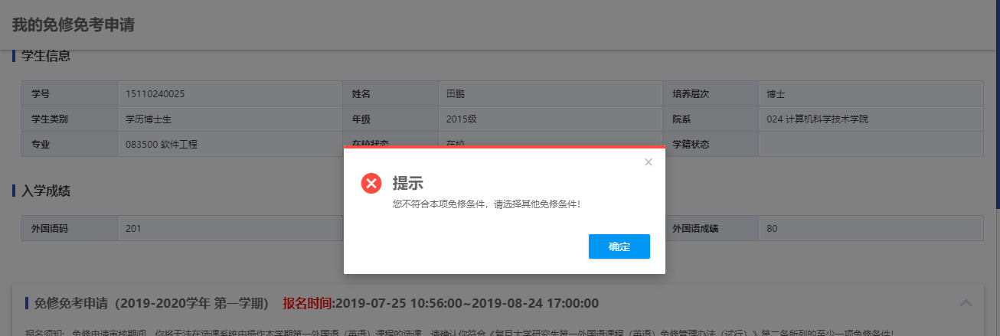 我的免修免考申请
学生信息
学号 15110240025 姓名 田鹏 培养层次 博士
学生类别 学历博士生 年级 2015级 院系 024 计算机科学技术学院
专业 083500 软件工程 在校状态 在校 学籍状态
×
提示
您不符合本项免修条件，请选择其他免修条件！
确定
入学成绩
外国语码 201 外国语成绩 80
免修免考申请（2019-2020学年 第一学期） 报名时间:2019-07-25 10:56:00~2019-08-24 17:00:00
报名须知：免修申请审核期间，你将无法在选课系统中操作本学期第一外国语（英语）课程的选课。请确认你符合《复旦大学研究生第一外国语课程（英语）免修管理办法（试行）》第二条所列的至少一项免修条件！